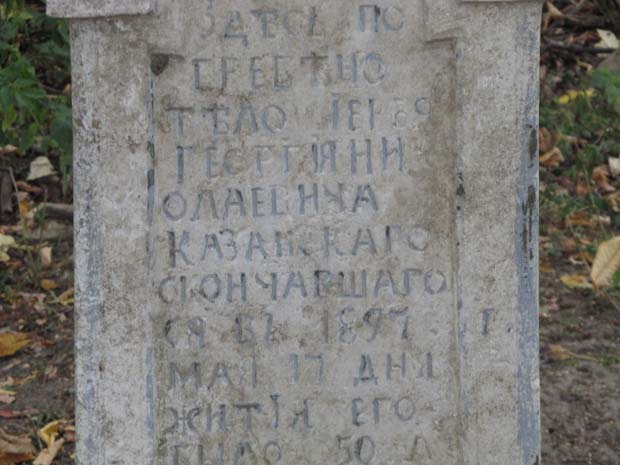 ЗДѢСЬ ПО
ГРЕБѢНО
ТѢЛО ІЕРЕЯ
ГЕОРГІЯ НИ
ОЛАЕВИЧА
КАЗАНСКАГО
СКОНЧАВШАГО
СЯ ВЪ 1897 Г.
МАЯ 17 ДНЯ
ЖИТІЯ ЕГО
БЫЛО 50 Л